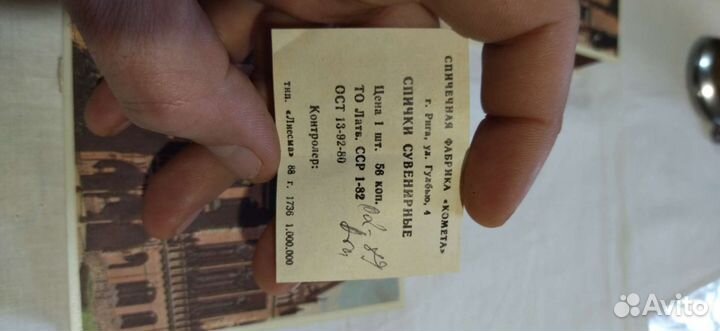 СПИЧЕЧНАЯ ФАБРИКА «КОМЕТА»
г. Рига, ул. Гулбью, 4
СПИЧКИ СУВЕНИРНЫЕ
Цена 1 шт. 56 коп.
ТО Латв. ССР 1-82
ОСТ 13-92-80
Контролер:
тип. «Лиесма» 88 г. 1736 1.000.000
Avito